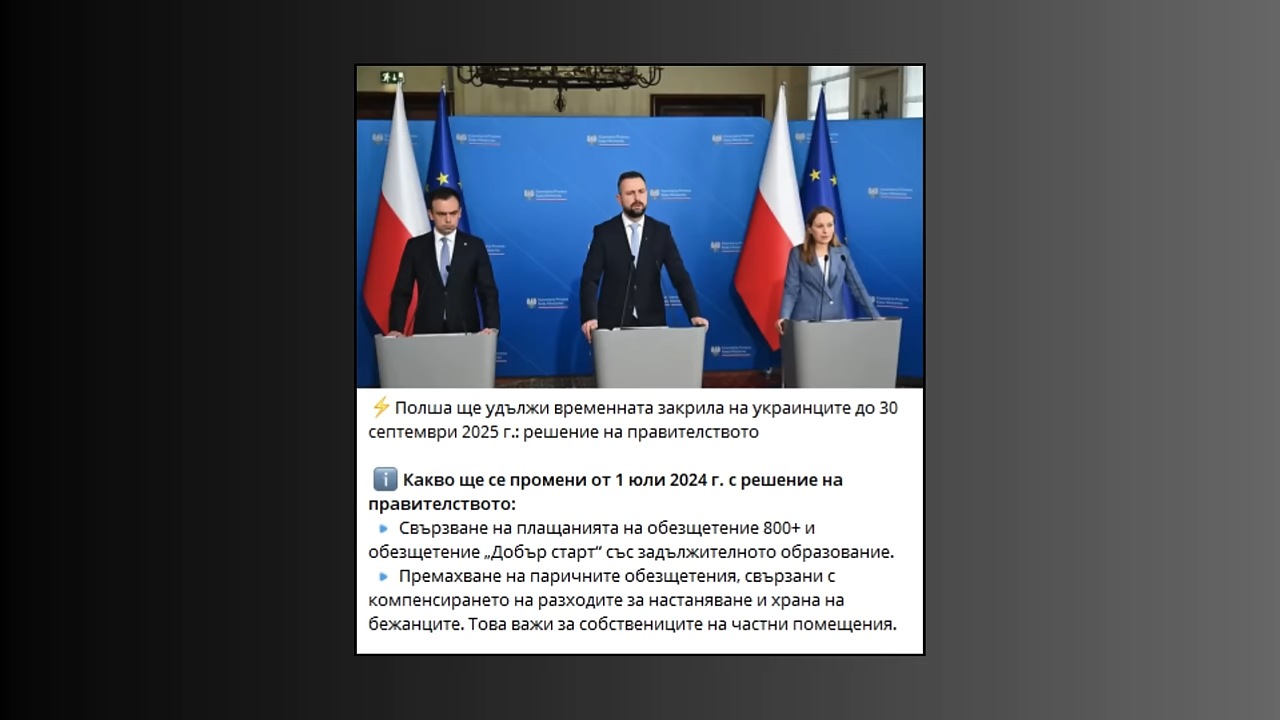 ⚡Полша ще удължи временната закрила на украинците до 30
септември 2025 г.: решение на правителството
ℹ️ Какво ще се промени от 1 юли 2024 г. с решение на
правителството:
🔹 Свързване на плащанията на обезщетение 800+ и
обезщетение „Добър старт“ със задължителното образование.
🔹 Премахване на паричните обезщетения, свързани с
компенсирането на разходите за настаняване и храна на
бежанците. Това важи за собствениците на частни помещения.